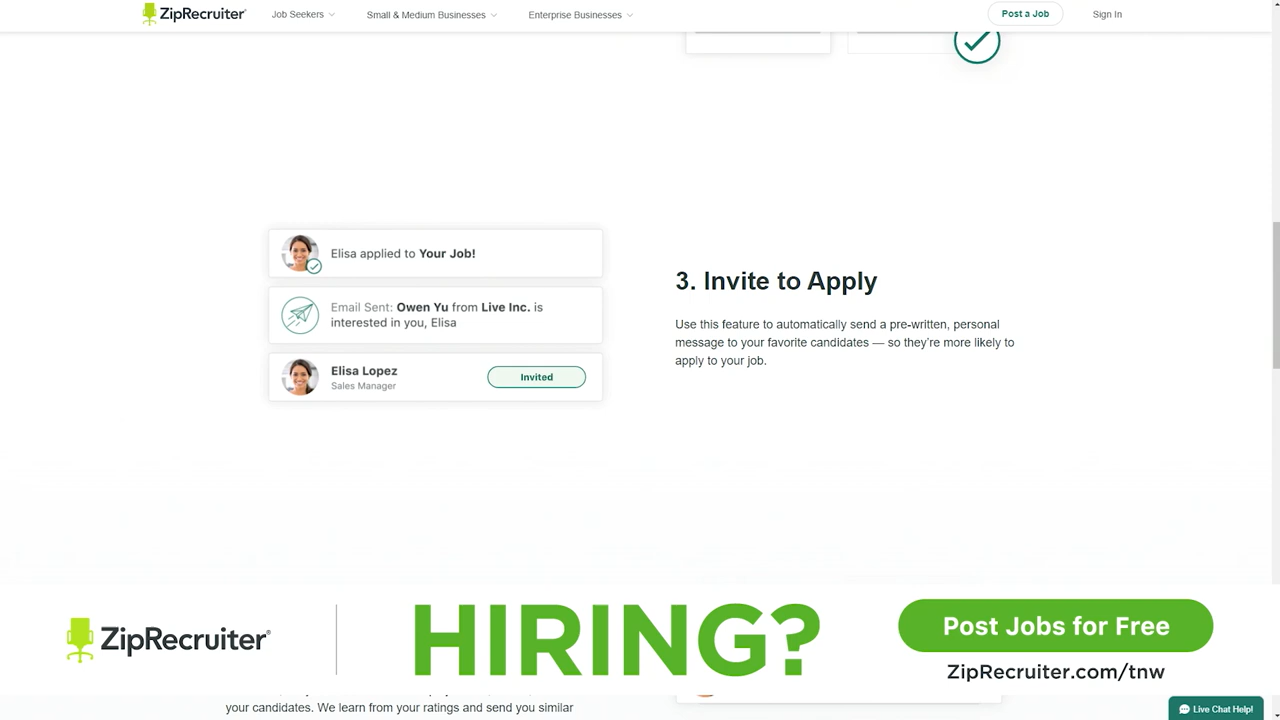 ZipRecruiter®
Job Seekers
Small & Medium Businesses
Enterprise Businesses
Post a Job
Sign In
Elisa applied to Your Job!
Email Sent: Owen Yu from Live Inc. is
interested in you, Elisa
Elisa Lopez
Sales Manager
Invited
3. Invite to Apply
Use this feature to automatically send a pre-written, personal
message to your favorite candidates — so they’re more likely to
apply to your job.
ZipRecruiter®
HIRING?
Post Jobs for Free
ZipRecruiter.com/tnw
your candidates. We learn from your ratings and send you similar
Live Chat Help!